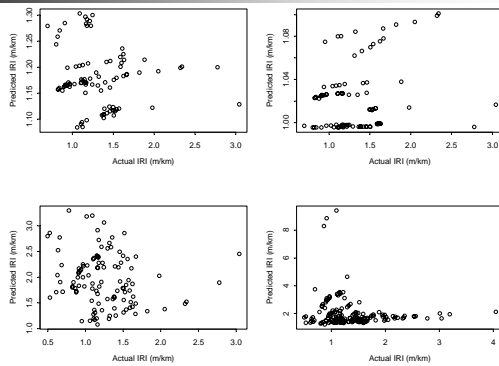 Predicted IRI (m/km)
1.10 1.15 1.20 1.25 1.30
1.0 1.5 2.0 2.5 3.0
Actual IRI (m/km)
Predicted IRI (m/km)
1.00 1.04 1.08
1.0 1.5 2.0 2.5 3.0
Actual IRI (m/km)
Predicted IRI (m/km)
1.0 1.5 2.0 2.5 3.0
0.5 1.0 1.5 2.0 2.5 3.0
Actual IRI (m/km)
Predicted IRI (m/km)
2 4 6 8
1 2 3 4
Actual IRI (m/km)